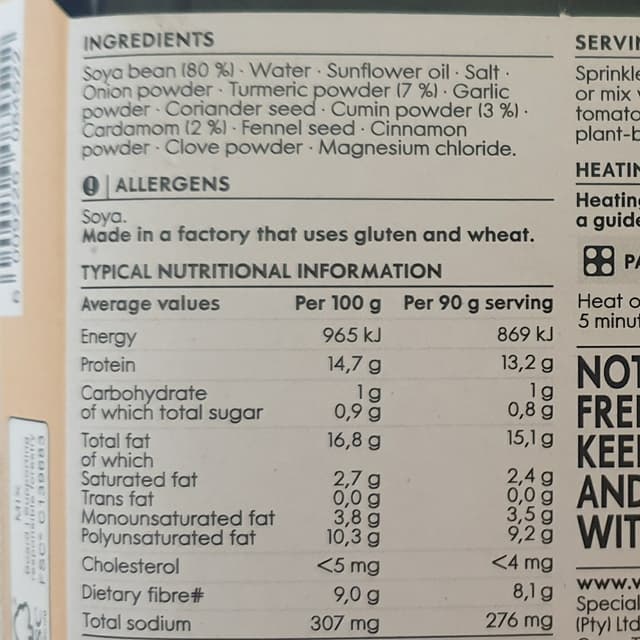 INGREDIENTS
Soya bean (80 %) · Water · Sunflower oil · Salt ·
Onion powder · Turmeric powder (7 %) · Garlic
powder · Coriander seed · Cumin powder (3 %) ·
Cardamom (2 %) · Fennel seed · Cinnamon
powder · Clove powder · Magnesium chloride.
ALLERGENS
Soya.
Made in a factory that uses gluten and wheat.
TYPICAL NUTRITIONAL INFORMATION
Average values Per 100 g Per 90 g serving
Energy 965 kJ 869 kJ
Protein 14,7 g 13,2 g
Carbohydrate 1 g 1 g
of which total sugar 0,9 g 0,8 g
Total fat 16,8 g 15,1 g
of which
Saturated fat 2,7 g 2,4 g
Trans fat 0,0 g 0,0 g
Monounsaturated fat 3,8 g 3,5 g
Polyunsaturated fat 10,3 g 9,2 g
Cholesterol <5 mg <4 mg
Dietary fibre# 9,0 g 8,1 g
Total sodium 307 mg 276 mg
SERVIN
Sprinkle
or mix
tomato
plant-b
HEATIN
Heating
a guide
PA
Heat o
5 minut
NOT
FREE
KEEP
AND
WIT
www.w
Special
(Pty) Ltd
MIX